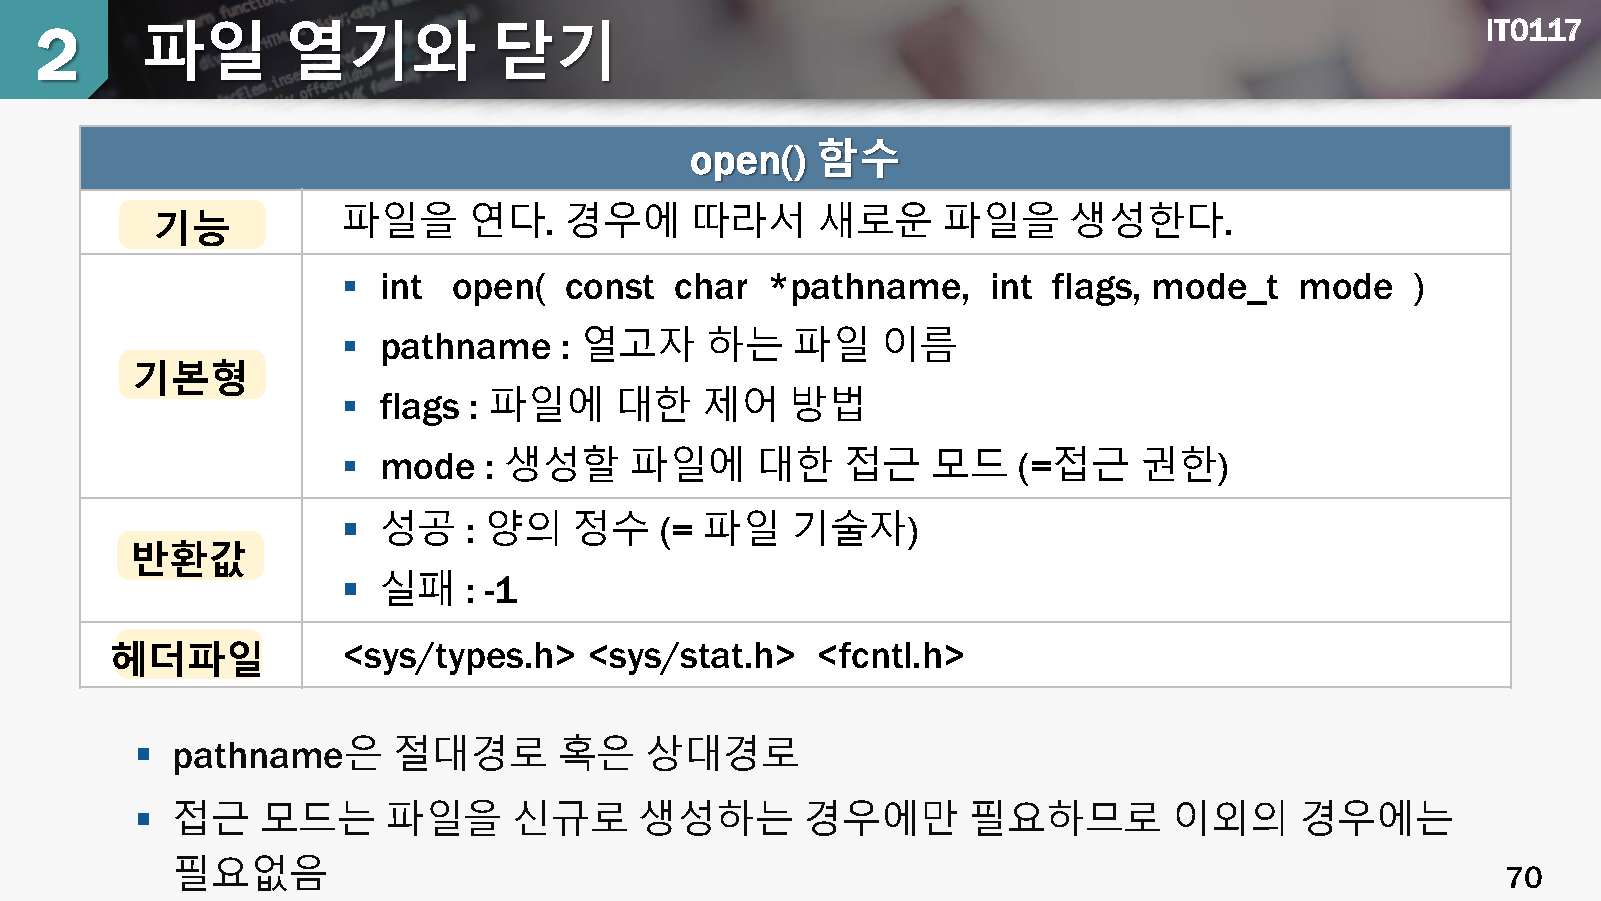 2 파일 열기와 닫기
IT0117
open() 함수
기능
파일을 연다. 경우에 따라서 새로운 파일을 생성한다.
기본형
▪ int open( const char *pathname, int flags, mode_t mode )
▪ pathname : 열고자 하는 파일 이름
▪ flags : 파일에 대한 제어 방법
▪ mode : 생성할 파일에 대한 접근 모드 (=접근 권한)
반환값
▪ 성공 : 양의 정수 (= 파일 기술자)
▪ 실패 : -1
헤더파일
<sys/types.h> <sys/stat.h> <fcntl.h>
▪ pathname은 절대경로 혹은 상대경로
▪ 접근 모드는 파일을 신규로 생성하는 경우에만 필요하므로 이외의 경우에는
필요없음
70